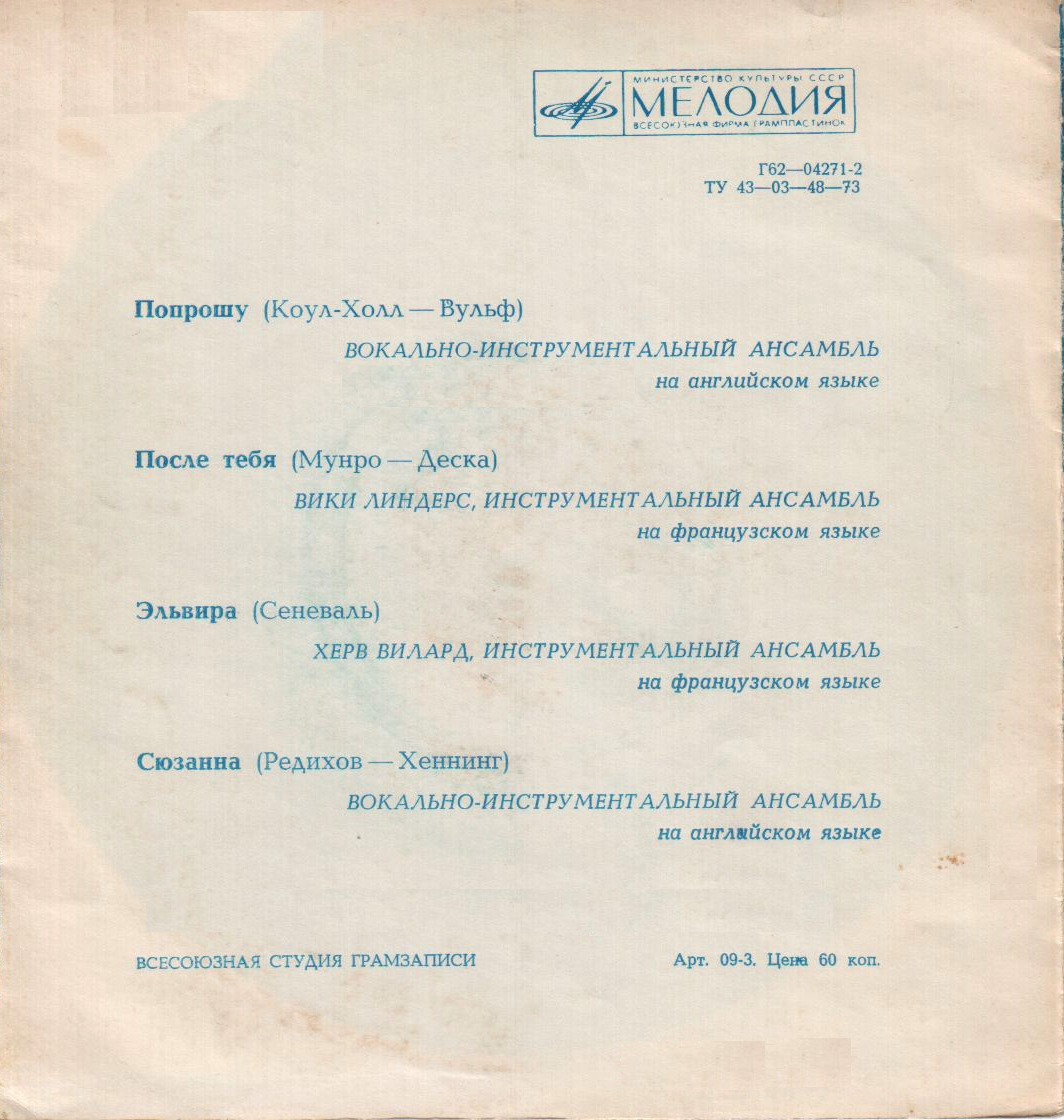 МИНИСТЕРСТВО КУЛЬТУРЫ СССР
МЕЛОДИЯ
ВСЕСОЮЗНАЯ ФИРМА ГРАМПЛАСТИНОК
Г62—04271-2
ТУ 43—03—48—73
Попрошу (Коул-Холл — Вульф)
ВОКАЛЬНО-ИНСТРУМЕНТАЛЬНЫЙ АНСАМБЛЬ
на английском языке
После тебя (Мунро — Деска)
ВИКИ ЛИНДЕРС, ИНСТРУМЕНТАЛЬНЫЙ АНСАМБЛЬ
на французском языке
Эльвира (Сеневаль)
ХЕРВ ВИЛАРД, ИНСТРУМЕНТАЛЬНЫЙ АНСАМБЛЬ
на французском языке
Сюзанна (Редихов — Хеннинг)
ВОКАЛЬНО-ИНСТРУМЕНТАЛЬНЫЙ АНСАМБЛЬ
на английском языке
ВСЕСОЮЗНАЯ СТУДИЯ ГРАМЗАПИСИ
Арт. 09-3. Цена 60 коп.